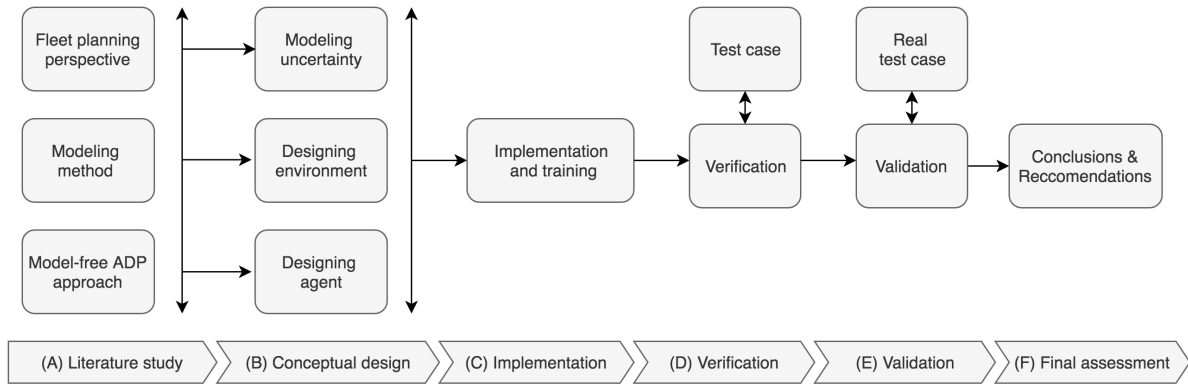 Fleet planning
perspective
Modeling
uncertainty
Test case
Real
test case
Modeling
method
Designing
environment
Implementation
and training
Verification
Validation
Conclusions &
Reccomendations
Model-free ADP
approach
Designing
agent
(A) Literature study
(B) Conceptual design
(C) Implementation
(D) Verification
(E) Validation
(F) Final assessment